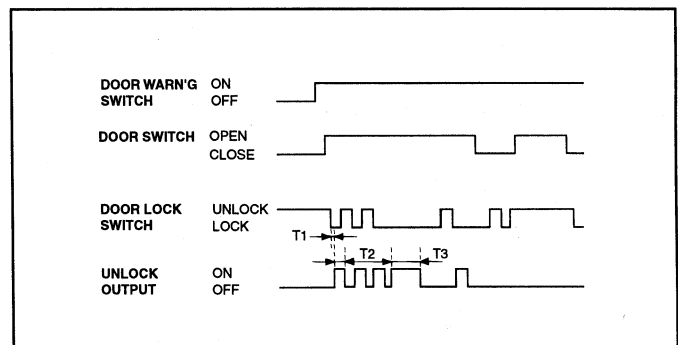 DOOR WARN'G ON
SWITCH OFF
DOOR SWITCH OPEN
CLOSE
DOOR LOCK UNLOCK
SWITCH LOCK
T1 T2 T3
UNLOCK ON
OUTPUT OFF